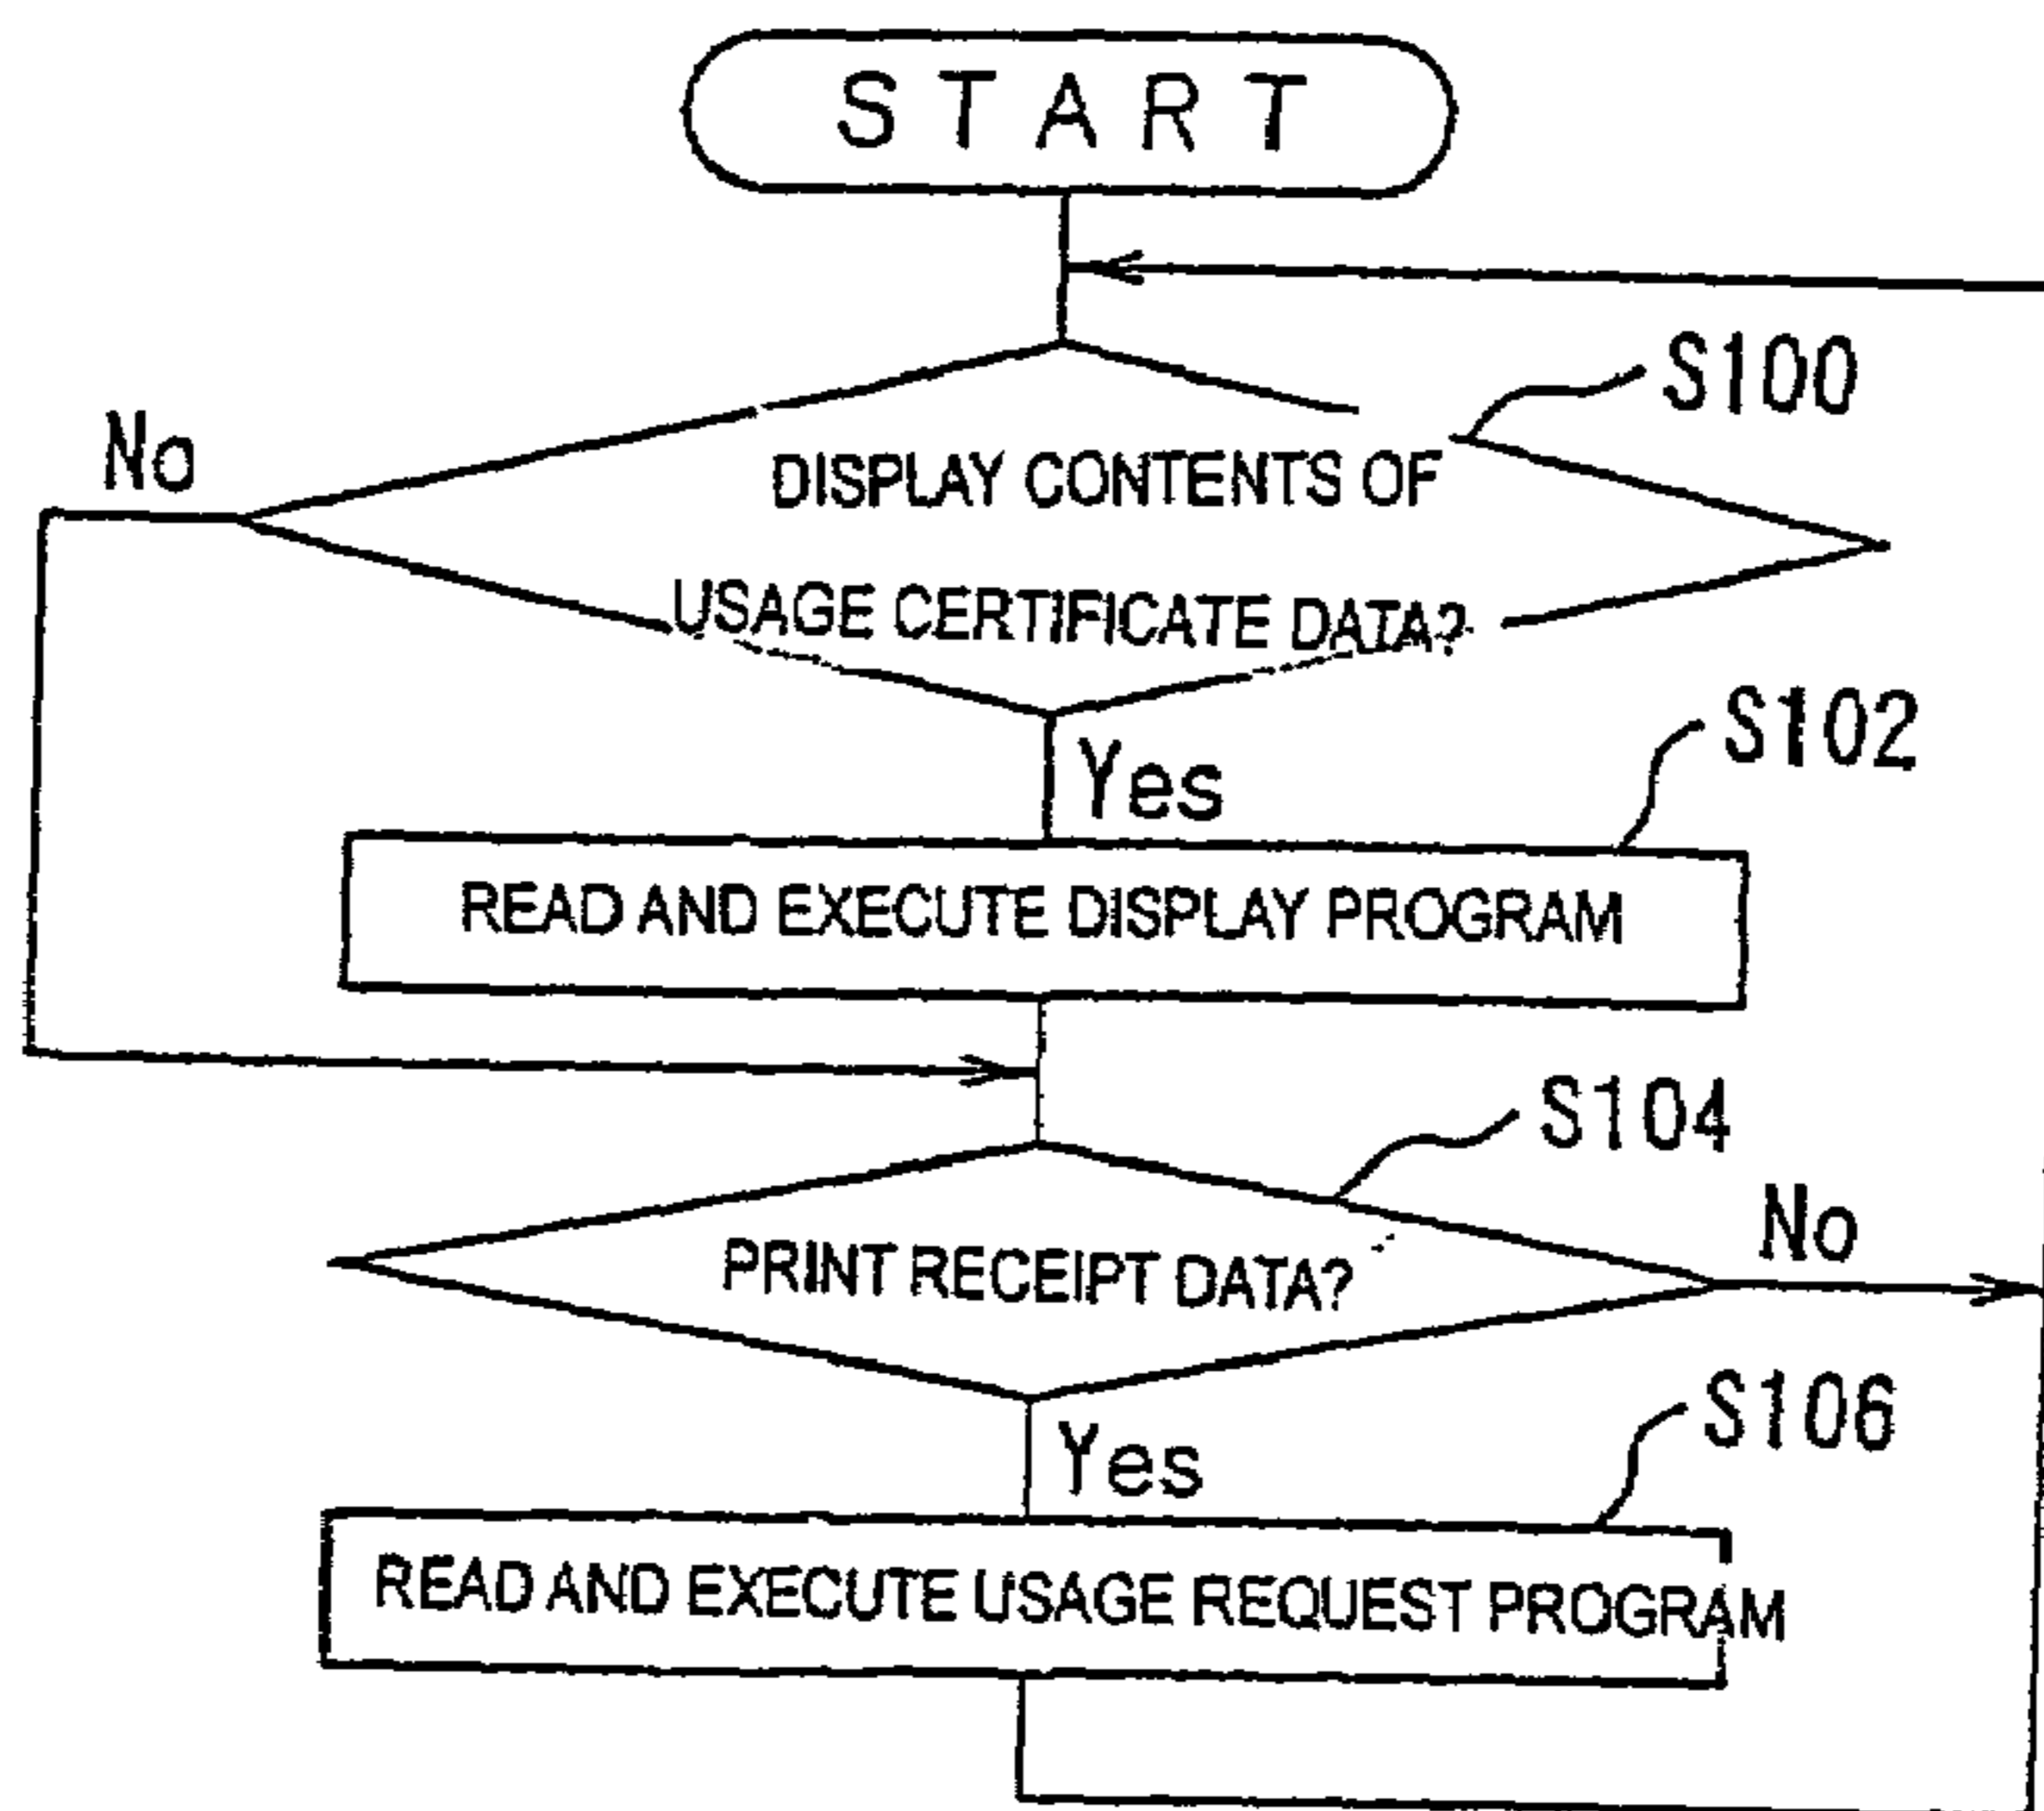 START
S100
No
DISPLAY CONTENTS OF
USAGE CERTIFICATE DATA?
S102
Yes
READ AND EXECUTE DISPLAY PROGRAM
S104
No
PRINT RECEIPT DATA?
S106
Yes
READ AND EXECUTE USAGE REQUEST PROGRAM